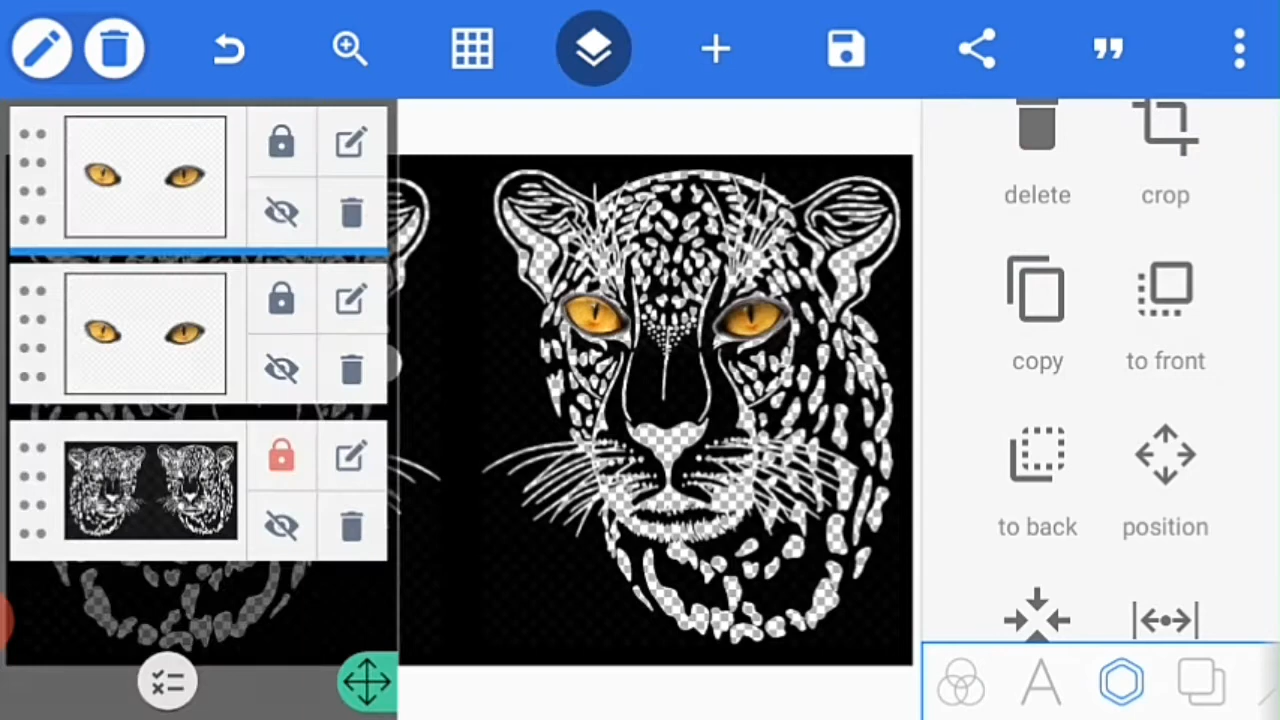 delete
crop
copy
to front
to back
position